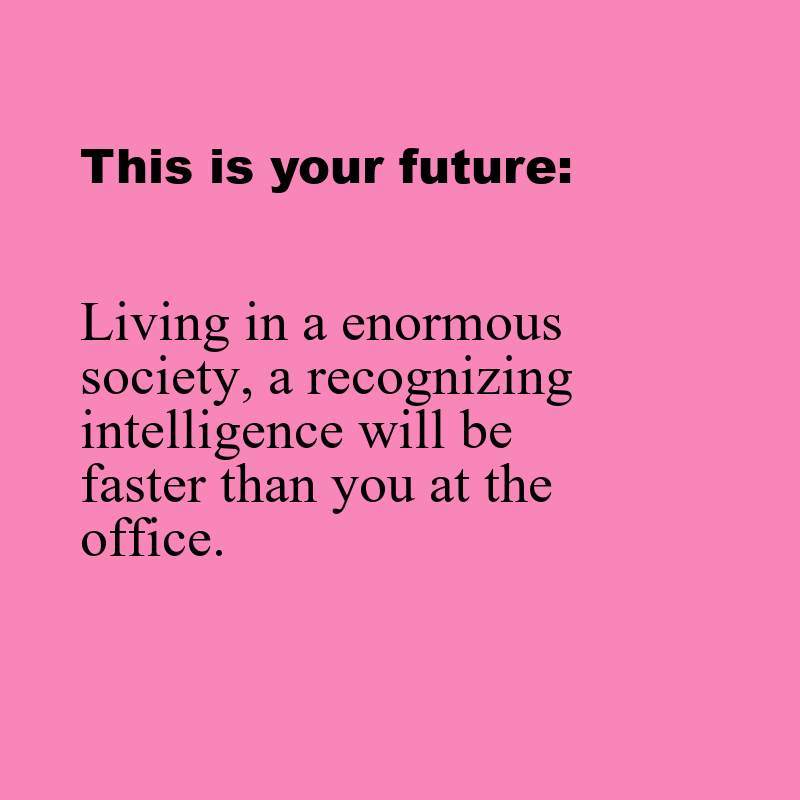 This is your future:
Living in a enormous
society, a recognizing
intelligence will be
faster than you at the
office.